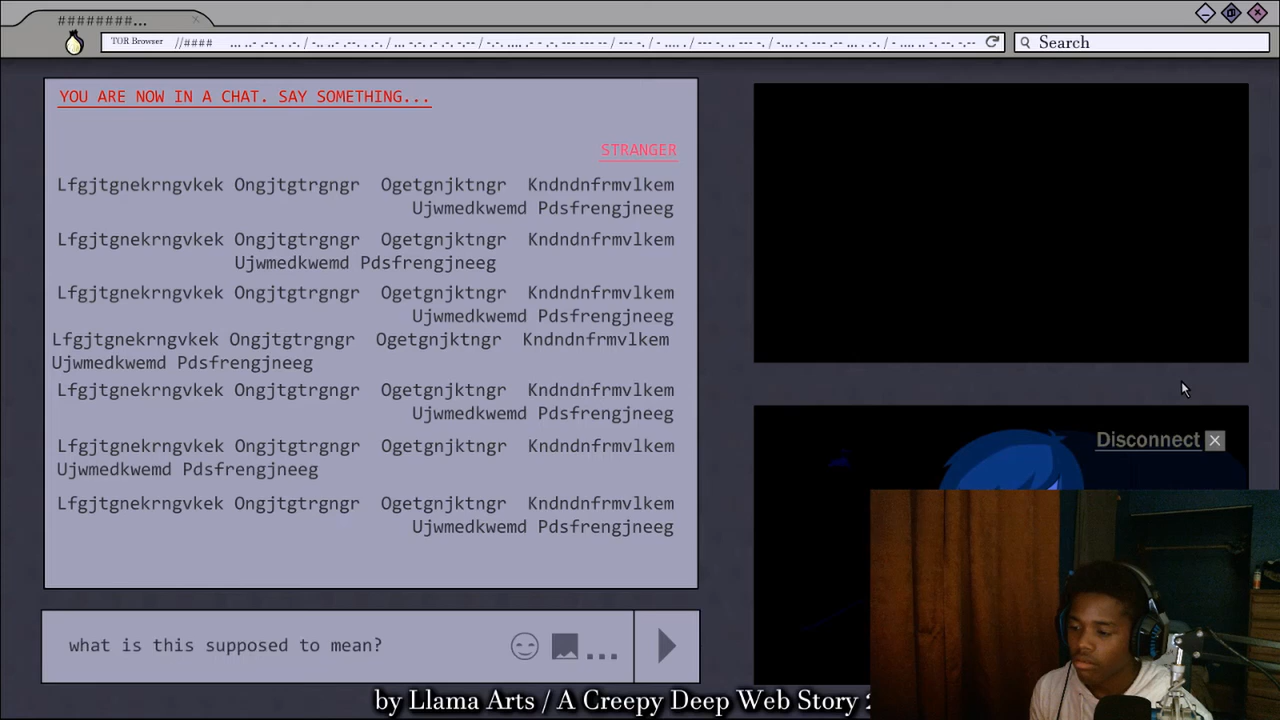 ########...
TOR Browser //#### ... ..- .--. . .-. / -.. ..- .--. . .-. / ... -.-. .- .-. -.-- / -.-. .... .- - .-. --- --- -- / --- -. / - .... . / --- -. .. --- -. / -... .-. --- .-- ... . .-. / - .... .. -. --. -.-- Search
YOU ARE NOW IN A CHAT. SAY SOMETHING...
STRANGER
Lfgjtgnekrngvkek Ongjtgtrgngr Ogetgnjktngr Kndndnfrmvlkem
Ujwmedkwemd Pdsfrengjneeg
Lfgjtgnekrngvkek Ongjtgtrgngr Ogetgnjktngr Kndndnfrmvlkem
Ujwmedkwemd Pdsfrengjneeg
Lfgjtgnekrngvkek Ongjtgtrgngr Ogetgnjktngr Kndndnfrmvlkem
Ujwmedkwemd Pdsfrengjneeg
Lfgjtgnekrngvkek Ongjtgtrgngr Ogetgnjktngr Kndndnfrmvlkem
Ujwmedkwemd Pdsfrengjneeg
Lfgjtgnekrngvkek Ongjtgtrgngr Ogetgnjktngr Kndndnfrmvlkem
Ujwmedkwemd Pdsfrengjneeg
Lfgjtgnekrngvkek Ongjtgtrgngr Ogetgnjktngr Kndndnfrmvlkem
Ujwmedkwemd Pdsfrengjneeg
Lfgjtgnekrngvkek Ongjtgtrgngr Ogetgnjktngr Kndndnfrmvlkem
Ujwmedkwemd Pdsfrengjneeg
Disconnect
what is this supposed to mean?
by Llama Arts / A Creepy Deep Web Story